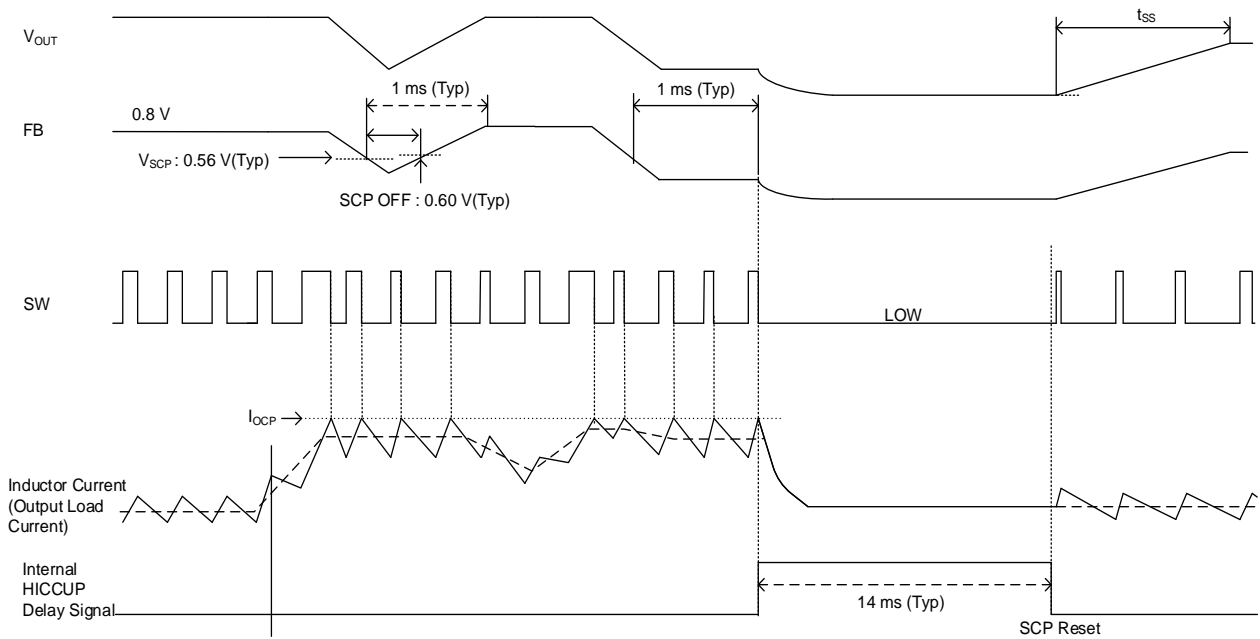 tSS
VOUT
1 ms (Typ)
1 ms (Typ)
0.8 V
FB
VSCP : 0.56 V(Typ)
SCP OFF : 0.60 V(Typ)
SW
LOW
IOCP
Inductor Current
(Output Load
Current)
Internal
HICCUP
Delay Signal
14 ms (Typ)
SCP Reset